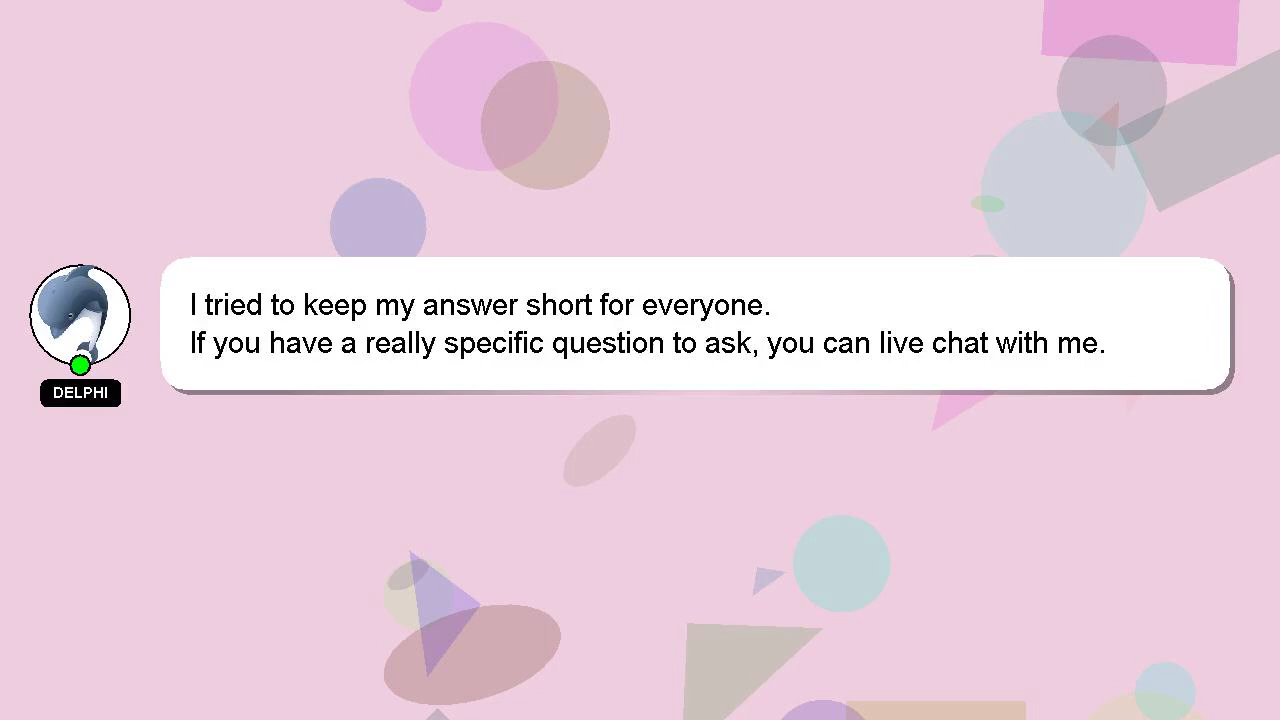 I tried to keep my answer short for everyone.
If you have a really specific question to ask, you can live chat with me.
DELPHI